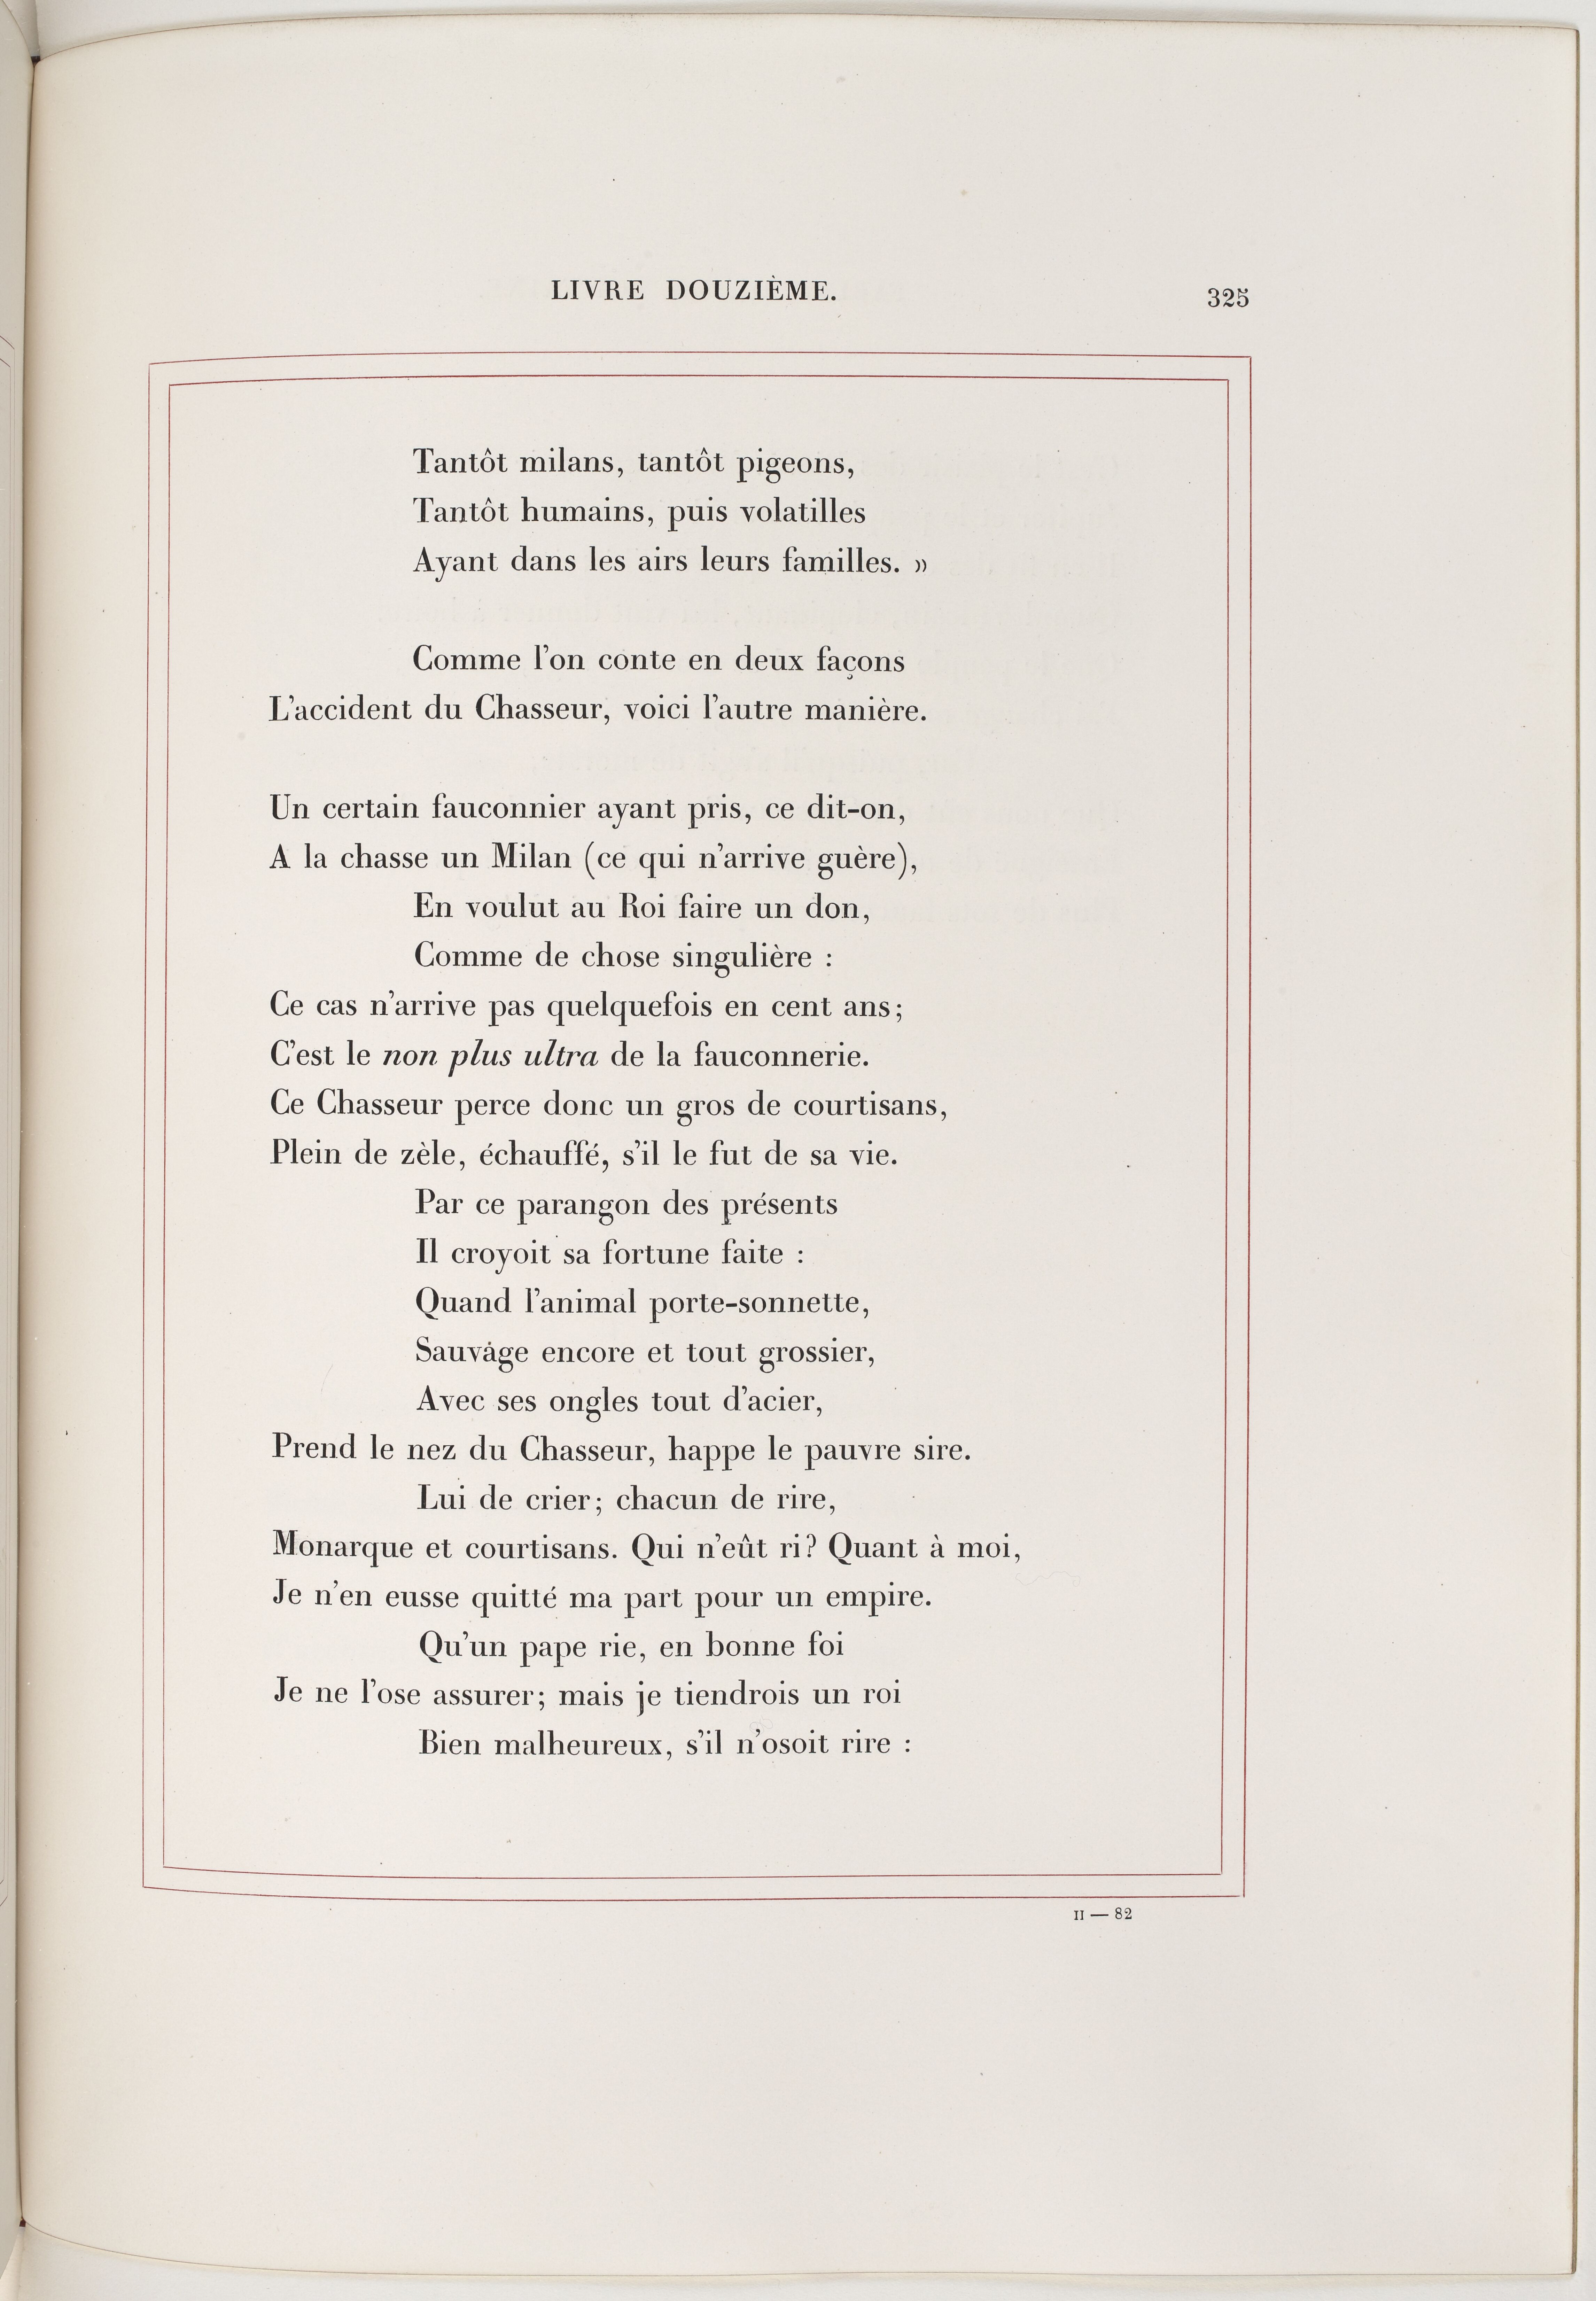 LIVRE DOUZIÈME.
325
Tantôt milans, tantôt pigeons,
Tantôt humains, puis volatilles
Ayant dans les airs leurs familles. »
Comme l'on conte en deux façons
L'accident du Chasseur, voici l'autre manière.
Un certain fauconnier ayant pris, ce dit-on,
A la chasse un Milan (ce qui n'arrive guère),
En voulut au Roi faire un don,
Comme de chose singulière :
Ce cas n'arrive pas quelquefois en cent ans;
C'est le non plus ultra de la fauconnerie.
Ce Chasseur perce donc un gros de courtisans,
Plein de zèle, échauffé, s'il le fut de sa vie.
Par ce parangon des présents
Il croyoit sa fortune faite :
Quand l'animal porte-sonnette,
Sauvage encore et tout grossier,
Avec ses ongles tout d'acier,
Prend le nez du Chasseur, happe le pauvre sire.
Lui de crier; chacun de rire,
Monarque et courtisans. Qui n'eût ri? Quant à moi,
Je n'en eusse quitté ma part pour un empire.
Qu'un pape rie, en bonne foi
Je ne l'ose assurer; mais je tiendrois un roi
Bien malheureux, s'il n'osoit rire :
II — 82